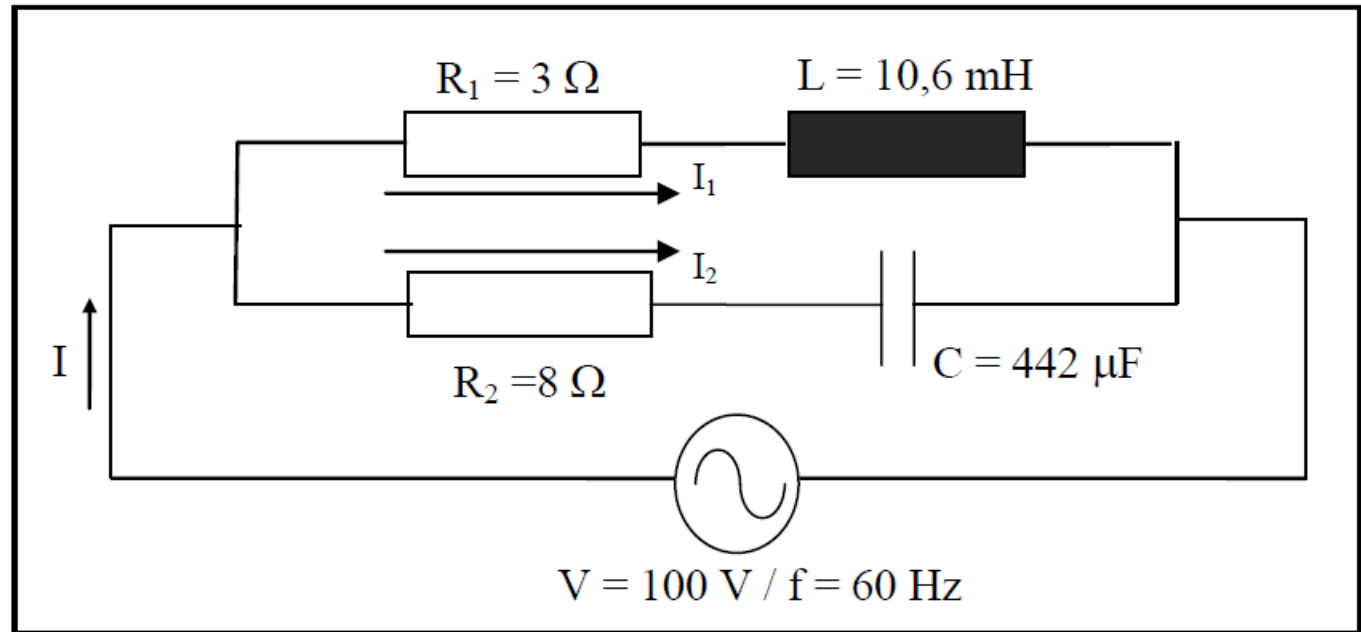 R₁ = 3 Ω
L = 10,6 mH
I₁
I₂
I
R₂ =8 Ω
C = 442 μF
V = 100 V / f = 60 Hz